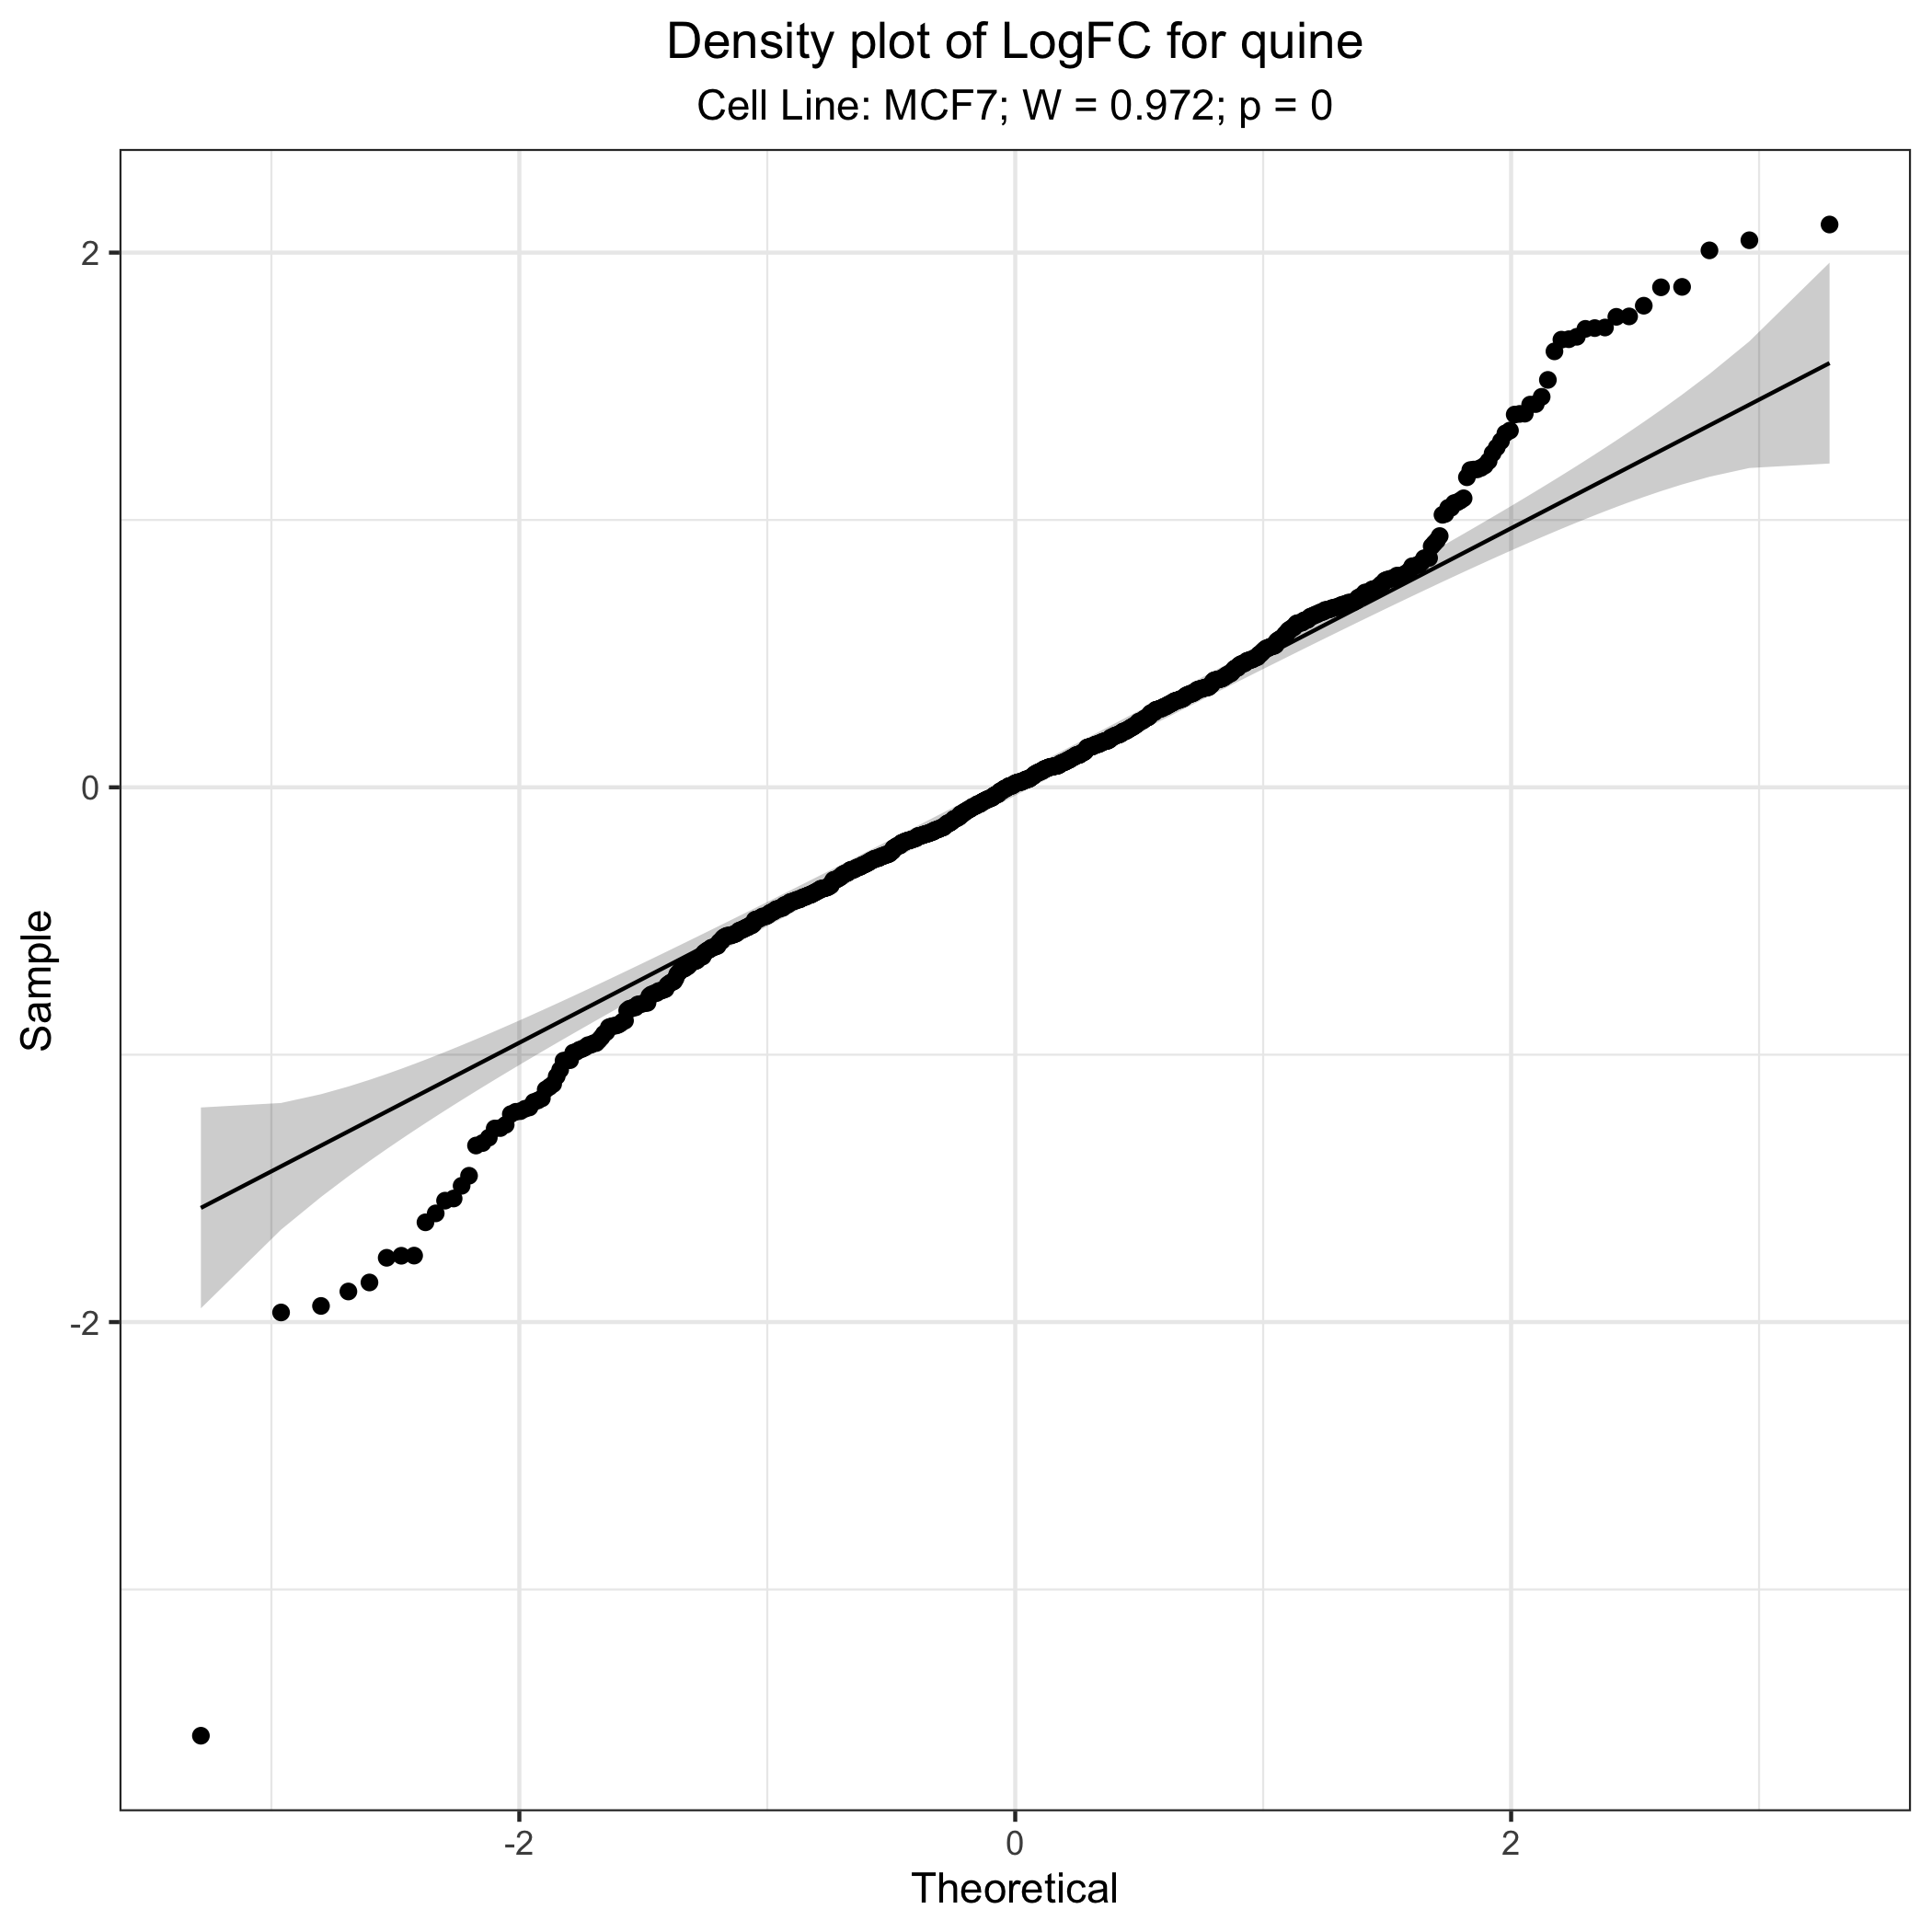 Density plot of LogFC for quine
Cell Line: MCF7; W = 0.972; p = 0
2
0
-2
Sample
-2
0
2
Theoretical